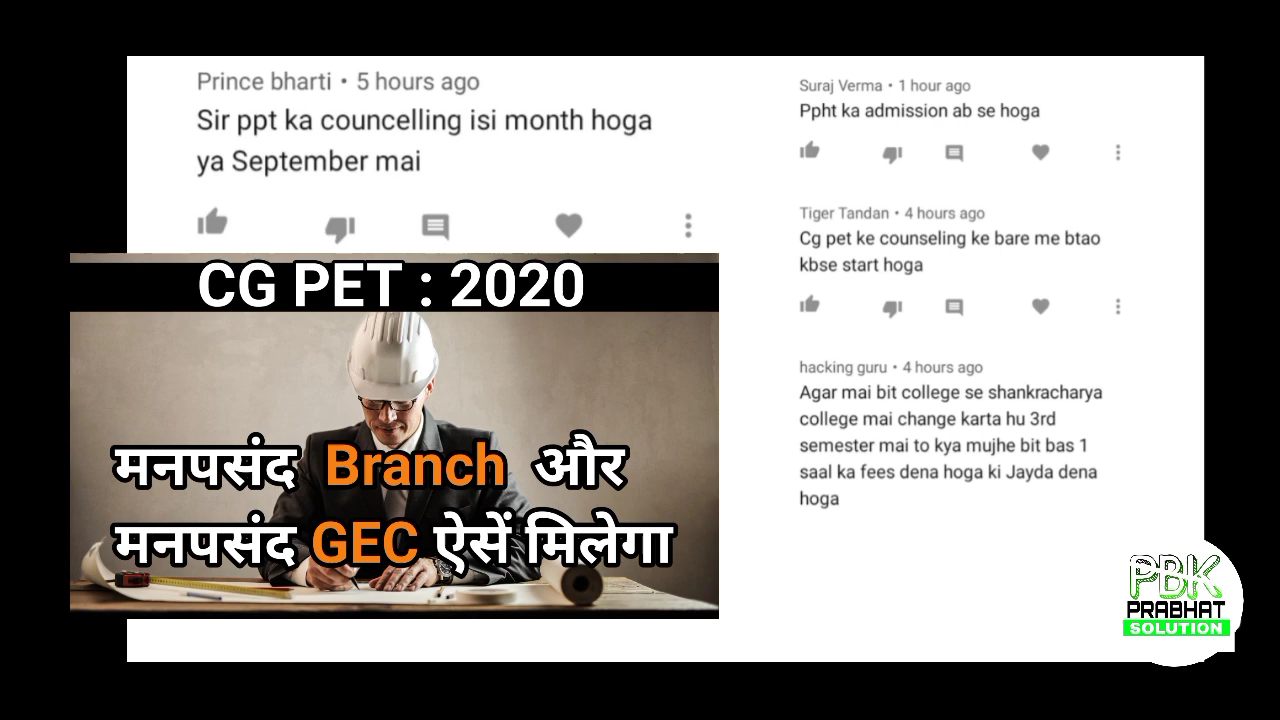 Prince bharti • 5 hours ago
Sir ppt ka councelling isi month hoga
ya September mai
CG PET : 2020
मनपसंद Branch और
मनपसंद GEC ऐसें मिलेगा
Suraj Verma • 1 hour ago
Ppht ka admission ab se hoga
Tiger Tandan • 4 hours ago
Cg pet ke counseling ke bare me btao
kbse start hoga
hacking guru • 4 hours ago
Agar mai bit college se shankracharya
college mai change karta hu 3rd
semester mai to kya mujhe bit bas 1
saal ka fees dena hoga ki Jayda dena
hoga
PBK
PRABHAT
SOLUTION